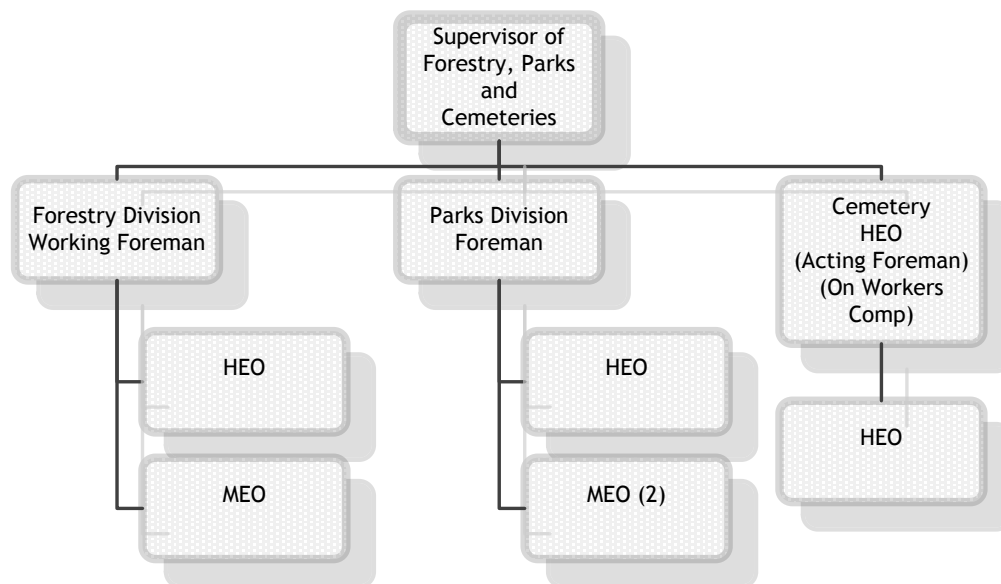 Supervisor of
Forestry, Parks
and
Cemeteries
Forestry Division
Working Foreman
Parks Division
Foreman
Cemetery
HEO
(Acting Foreman)
(On Workers
Comp)
HEO
HEO
HEO
MEO
MEO (2)